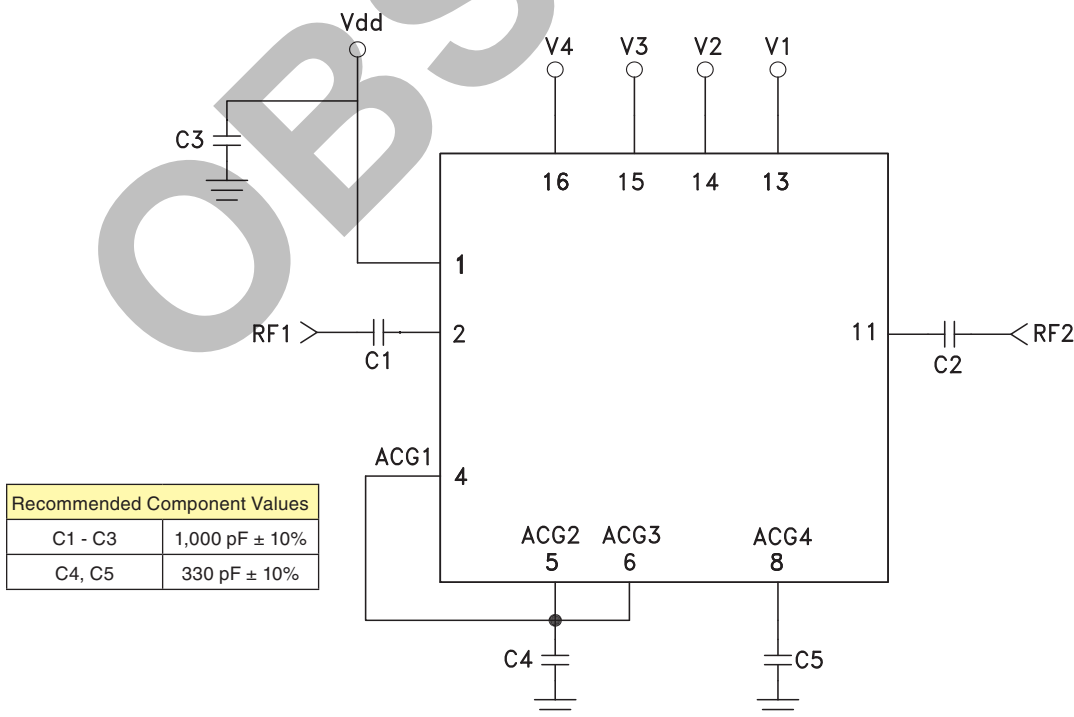 Vdd
V4 V3 V2 V1
C3
16 15 14 13
1
RF1 C1 2
11 C2 RF2
ACG1 4
Recommended Component Values
C1 - C3 1,000 pF ± 10%
C4, C5 330 pF ± 10%
ACG2 ACG3 ACG4
5 6 8
C4 C5
OBS